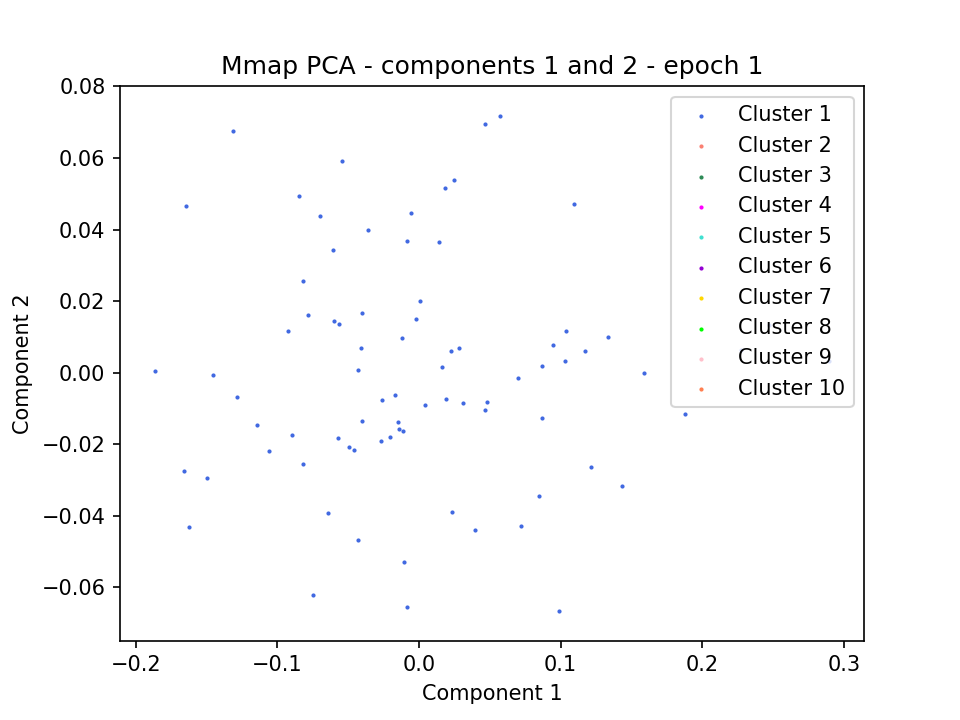 Mmap PCA - components 1 and 2 - epoch 1
0.08
0.06
0.04
0.02
0.00
−0.02
−0.04
−0.06
Component 2
Cluster 1
Cluster 2
Cluster 3
Cluster 4
Cluster 5
Cluster 6
Cluster 7
Cluster 8
Cluster 9
Cluster 10
−0.2 −0.1 0.0 0.1 0.2 0.3
Component 1